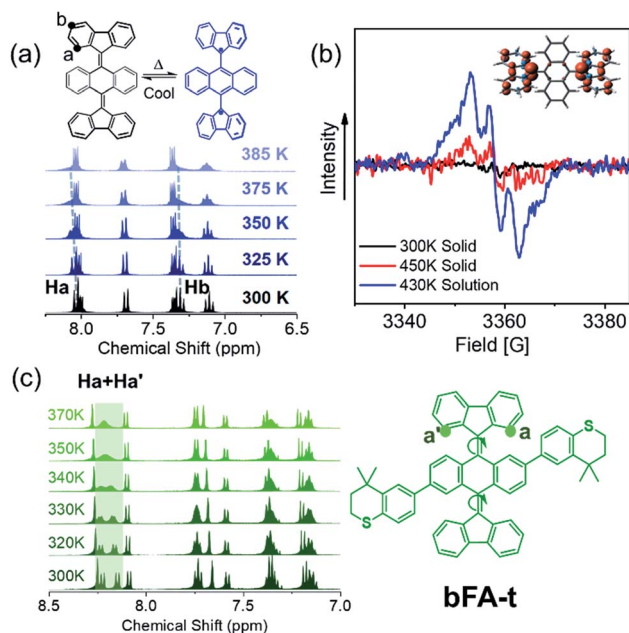 (a)
b
a
Δ
Cool
385 K
375 K
350 K
325 K
Ha
Hb
300 K
8.0 7.5 7.0 6.5
Chemical Shift (ppm)
(b)
Intensity
300K Solid
450K Solid
430K Solution
3340 3360 3380
Field [G]
(c)
Ha+Ha'
370K
350K
340K
330K
320K
300K
8.5 8.0 7.5 7.0
Chemical Shift (ppm)
a' a
S
S
bFA-t